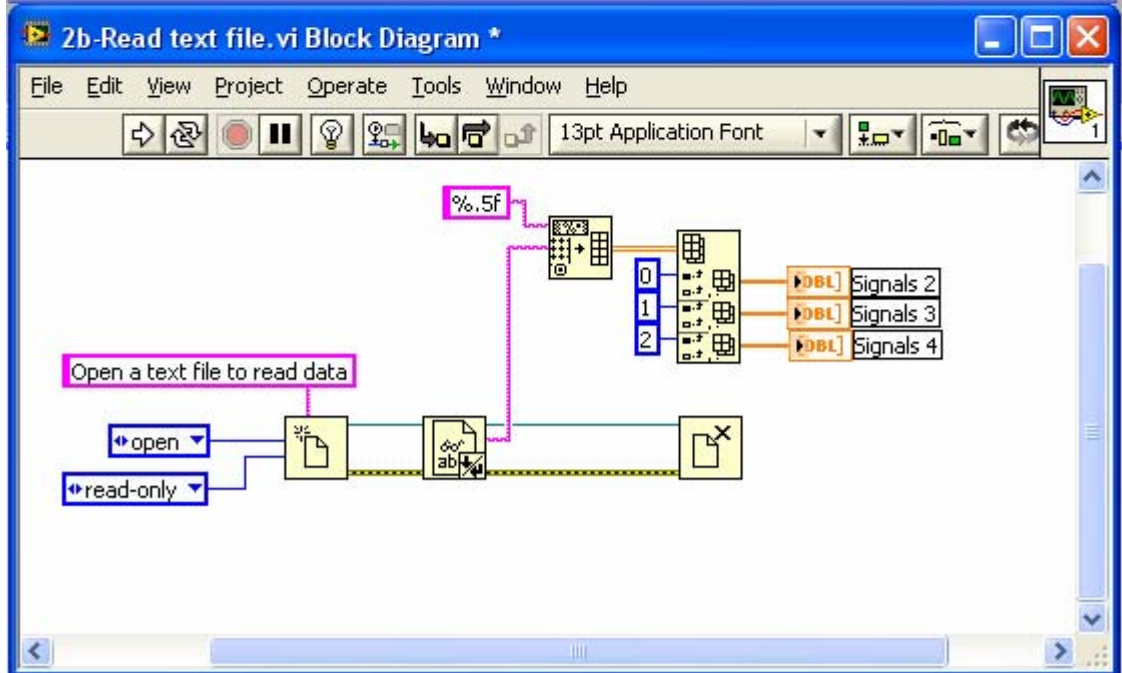 2b-Read text file.vi Block Diagram *
File Edit View Project Operate Tools Window Help
13pt Application Font
1
%.5f
0
1
2
DBL] Signals 2
DBL] Signals 3
DBL] Signals 4
Open a text file to read data
open
read-only
ab